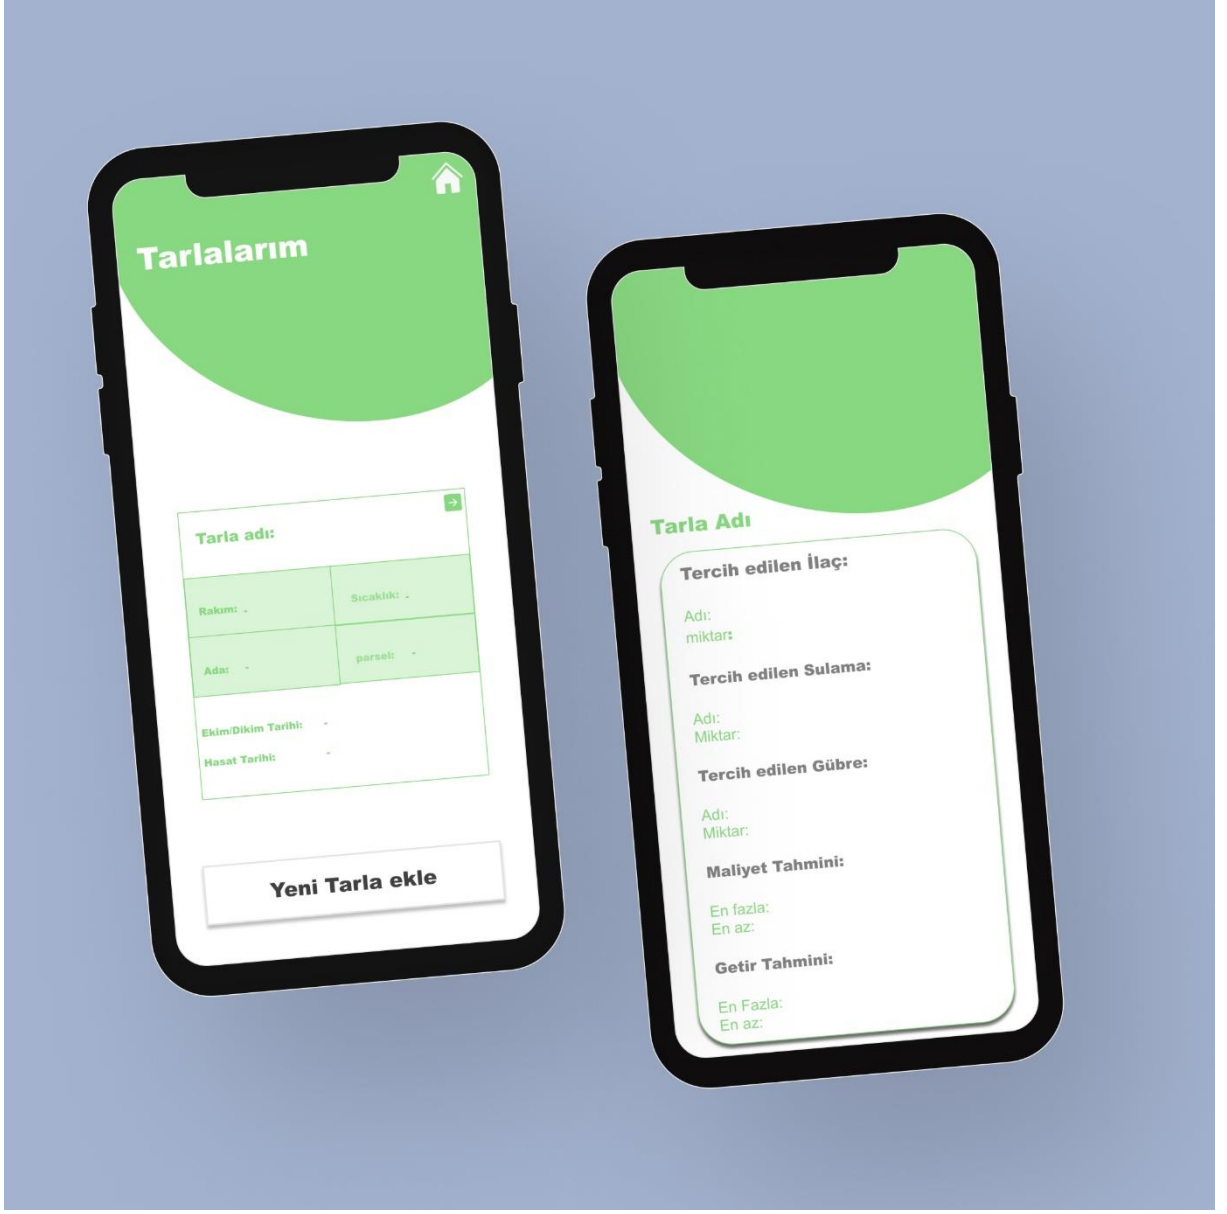 Tarlalarım
Tarla adı:
Rakım: -
Sıcaklık: -
Ada: -
parsel: -
Ekim/Dikim Tarihi: -
Hasat Tarihi: -
Yeni Tarla ekle
Tarla Adı
Tercih edilen İlaç:
Adı:
miktar:
Tercih edilen Sulama:
Adı:
Miktar:
Tercih edilen Gübre:
Adı:
Miktar:
Maliyet Tahmini:
En fazla:
En az:
Getir Tahmini:
En Fazla:
En az: